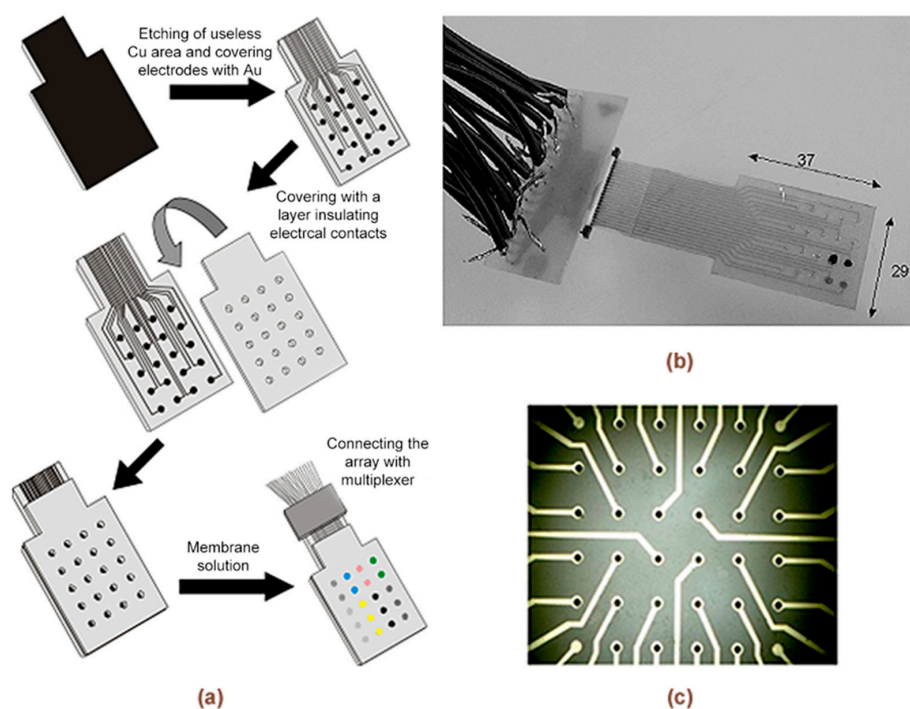 Etching of useless
Cu area and covering
electrodes with Au
Covering with a
layer insulating
electrcal contacts
Connecting the
array with
multiplexer
Membrane
solution
(a)
37
29
(b)
(c)